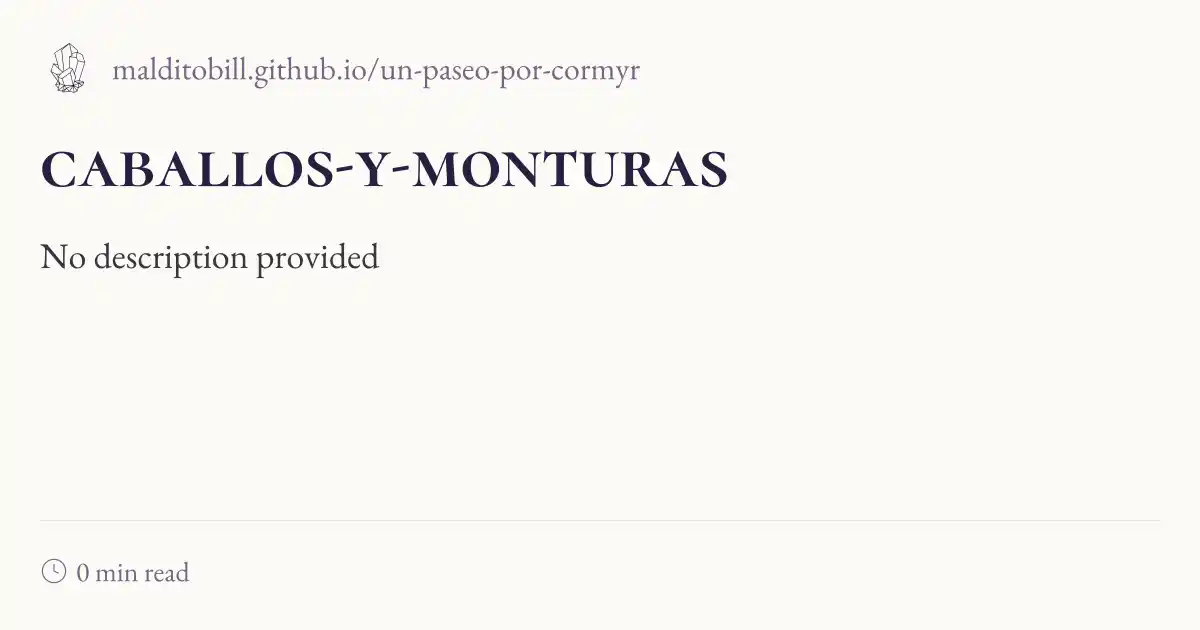 malditobill.github.io/un-paseo-por-cormyr
CABALLOS-Y-MONTURAS
No description provided
0 min read